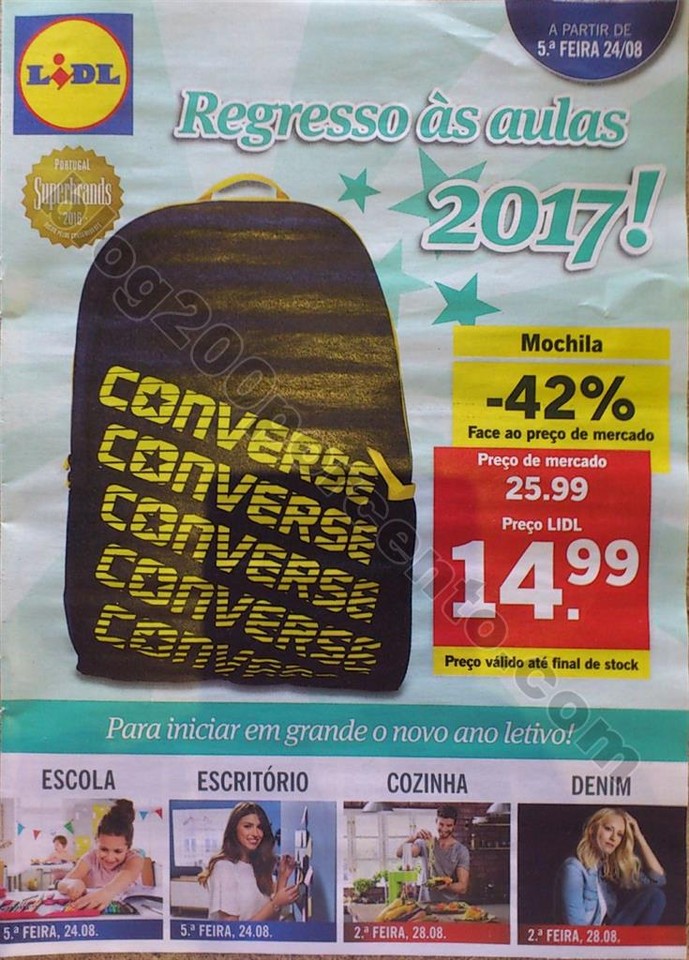 LIDL
A PARTIR DE
5.ª FEIRA 24/08
Regresso às aulas
2017!
PORTUGAL
Superbrands
2016
Mochila
-42%
Face ao preço de mercado
Preço de mercado
25.99
Preço LIDL
14.99
Preço válido até final de stock
CONVERSE
CONVERSE
CONVERSE
CONVERSE
CONVERSE
Para iniciar em grande o novo ano letivo!
ESCOLA
ESCRITÓRIO
COZINHA
DENIM
5.ª FEIRA, 24.08.
5.ª FEIRA, 24.08.
2.ª FEIRA, 28.08.
2.ª FEIRA, 28.08.